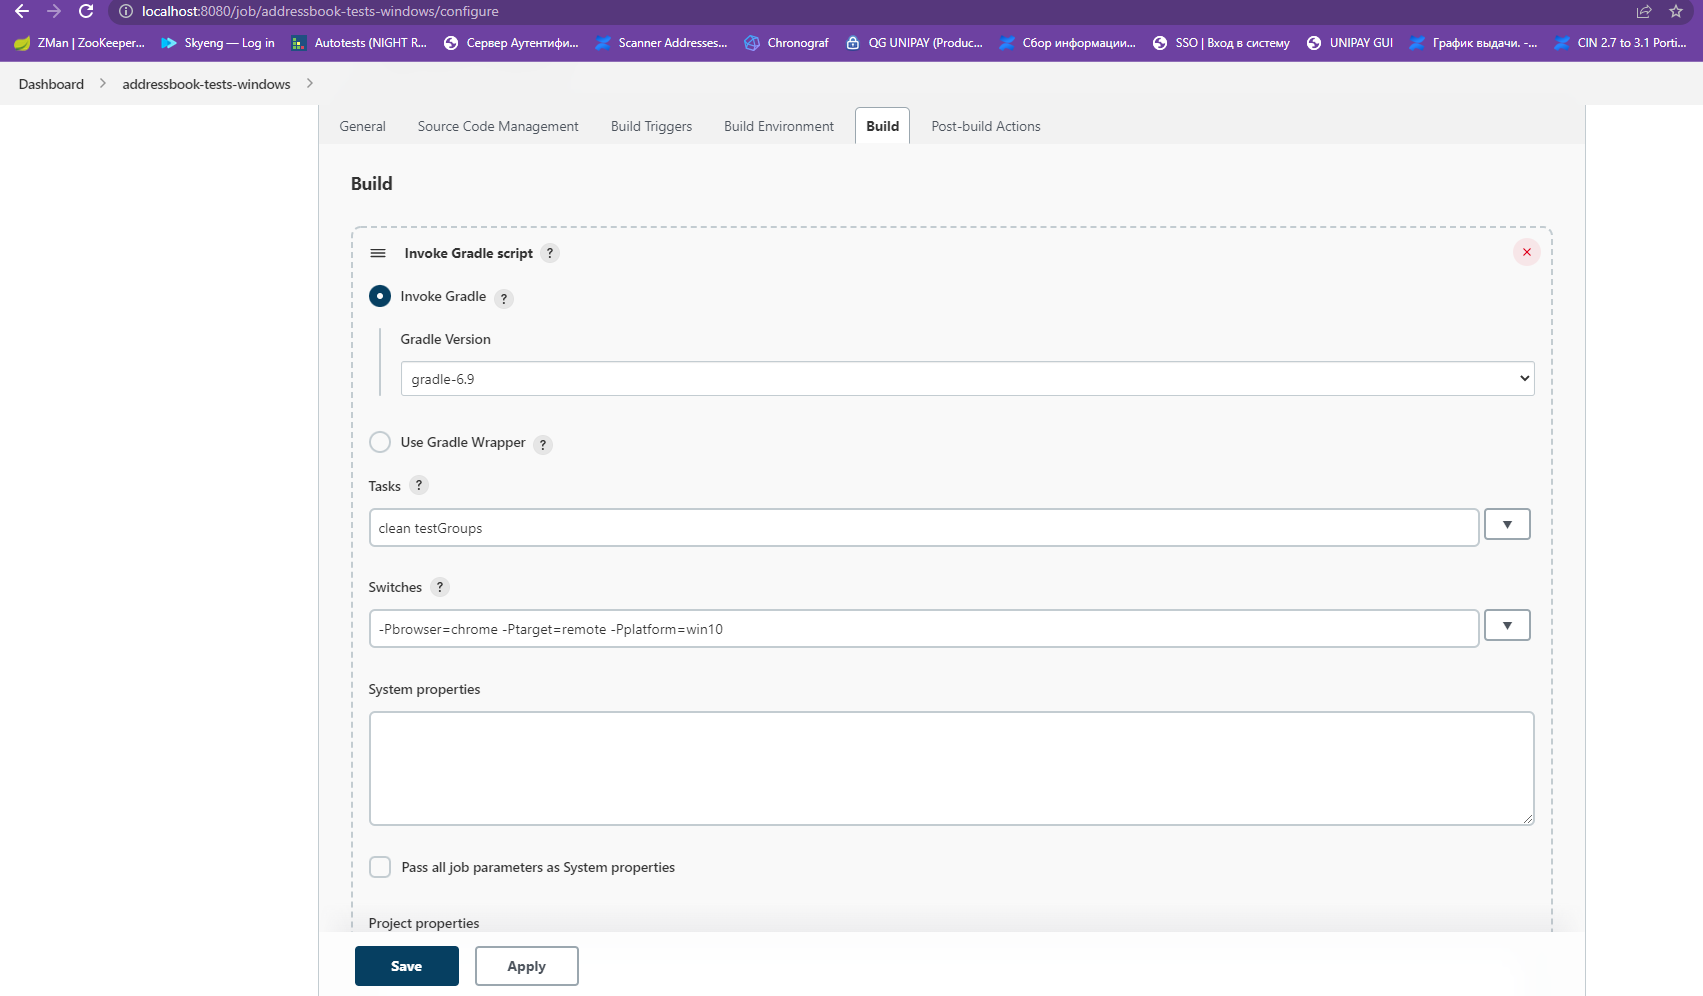 localhost:8080/job/addressbook-tests-windows/configure
ZMan | ZooKeeper... Skyeng — Log in Autotests (NIGHT R... Сервер Аутентифи... Scanner Addresses... Chronograf QG UNIPAY (Produc... Сбор информации... SSO | Вход в систему UNIPAY GUI График выдачи. -... CIN 2.7 to 3.1 Porti...
Dashboard addressbook-tests-windows
General Source Code Management Build Triggers Build Environment Build Post-build Actions
Build
Invoke Gradle script ?
Invoke Gradle ?
Gradle Version
gradle-6.9
Use Gradle Wrapper ?
Tasks ?
clean testGroups
Switches ?
-Pbrowser=chrome -Ptarget=remote -Pplatform=win10
System properties
Pass all job parameters as System properties
Project properties
Save Apply